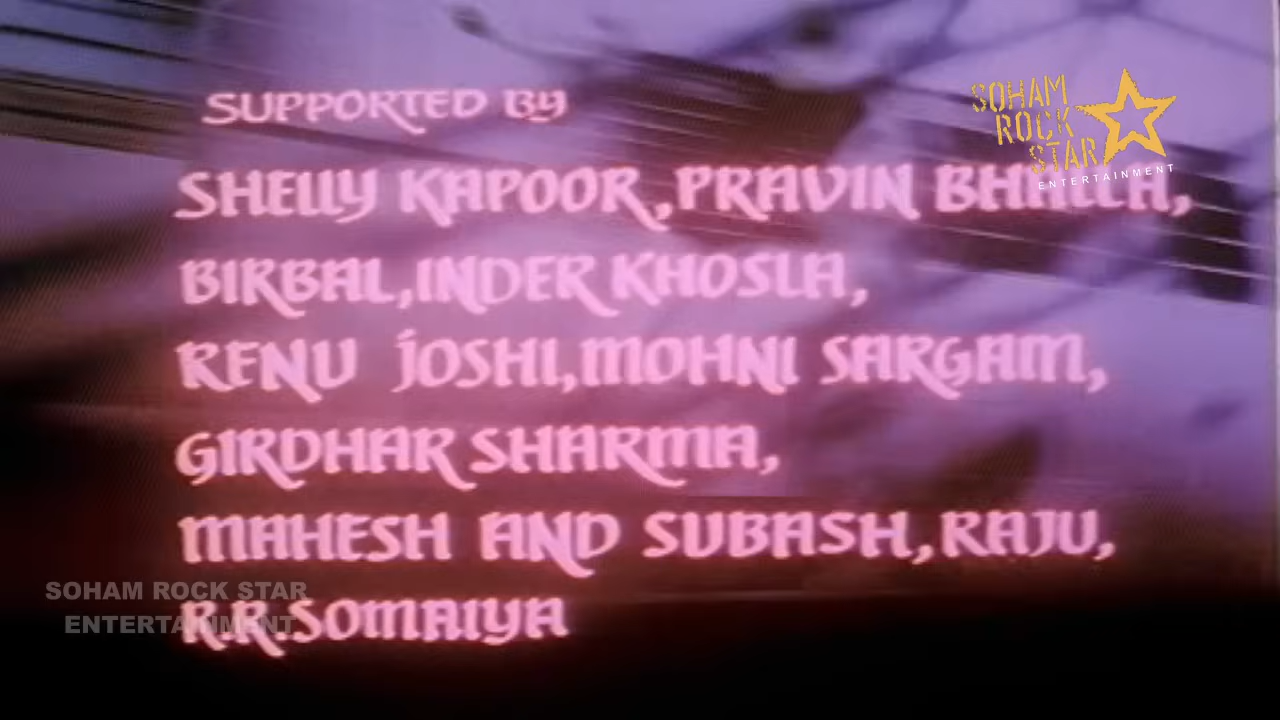 SUPPORTED BY
SOHAM
ROCK
STAR
ENTERTAINMENT
SHELLY KAPOOR, PRAVIN
BIRBAL, INDER KHOSLA,
RENU JOSHI, MOHNI SARGAM,
GIRDHAR SHARMA,
MAHESH AND SUBASH, RAJU,
SOHAM ROCK STAR
ENTERTAINMENT
R.R. SOMAIYA